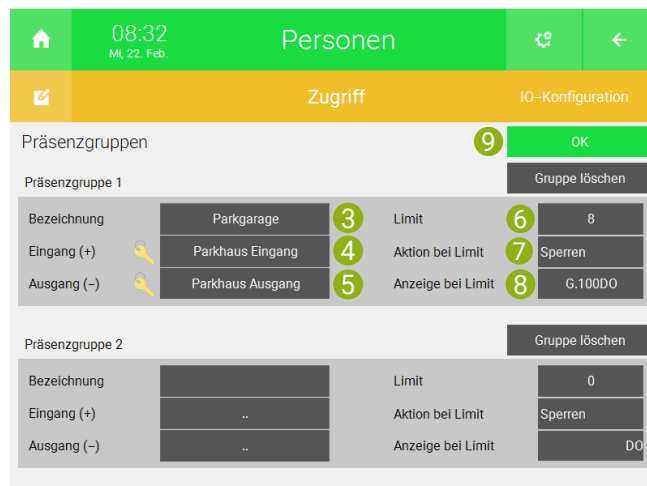 08:32
Mi, 22. Feb.
Personen
Zugriff
IO–Konfiguration
Präsenzgruppen
9
OK
Präsenzgruppe 1
Gruppe löschen
Bezeichnung
Parkgarage
3
Limit
6
8
Eingang (+)
Parkhaus Eingang
4
Aktion bei Limit
7
Sperren
Ausgang (–)
Parkhaus Ausgang
5
Anzeige bei Limit
8
G.100DO
Präsenzgruppe 2
Gruppe löschen
Bezeichnung
Limit
0
Eingang (+)
..
Aktion bei Limit
Sperren
Ausgang (–)
..
Anzeige bei Limit
DO